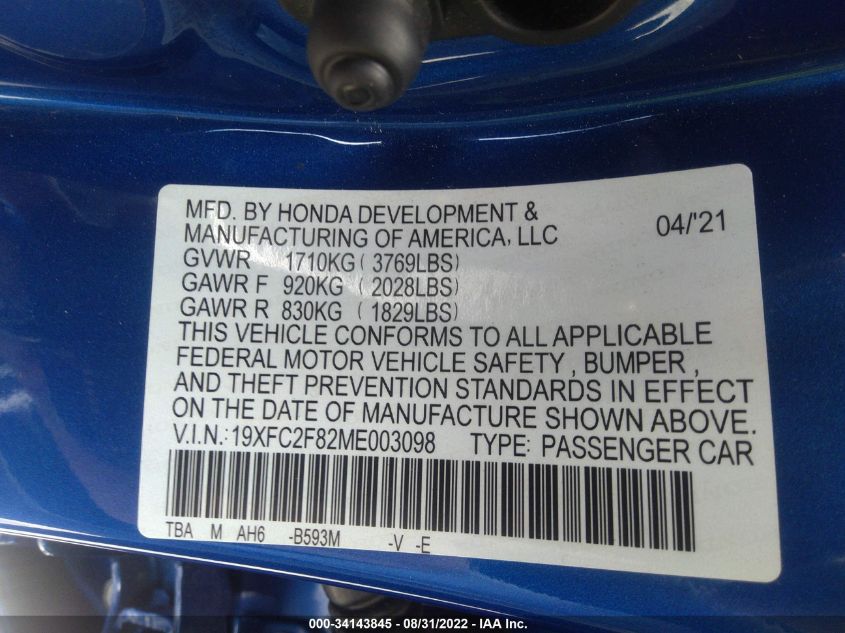 MFD. BY HONDA DEVELOPMENT &
MANUFACTURING OF AMERICA, LLC 04/'21
GVWR 1710KG ( 3769LBS)
GAWR F 920KG ( 2028LBS)
GAWR R 830KG ( 1829LBS)
THIS VEHICLE CONFORMS TO ALL APPLICABLE
FEDERAL MOTOR VEHICLE SAFETY , BUMPER ,
AND THEFT PREVENTION STANDARDS IN EFFECT
ON THE DATE OF MANUFACTURE SHOWN ABOVE.
V.I.N.: 19XFC2F82ME003098 TYPE: PASSENGER CAR
TBA M AH6 -B593M -V -E
000-34143845 - 08/31/2022 - IAA Inc.